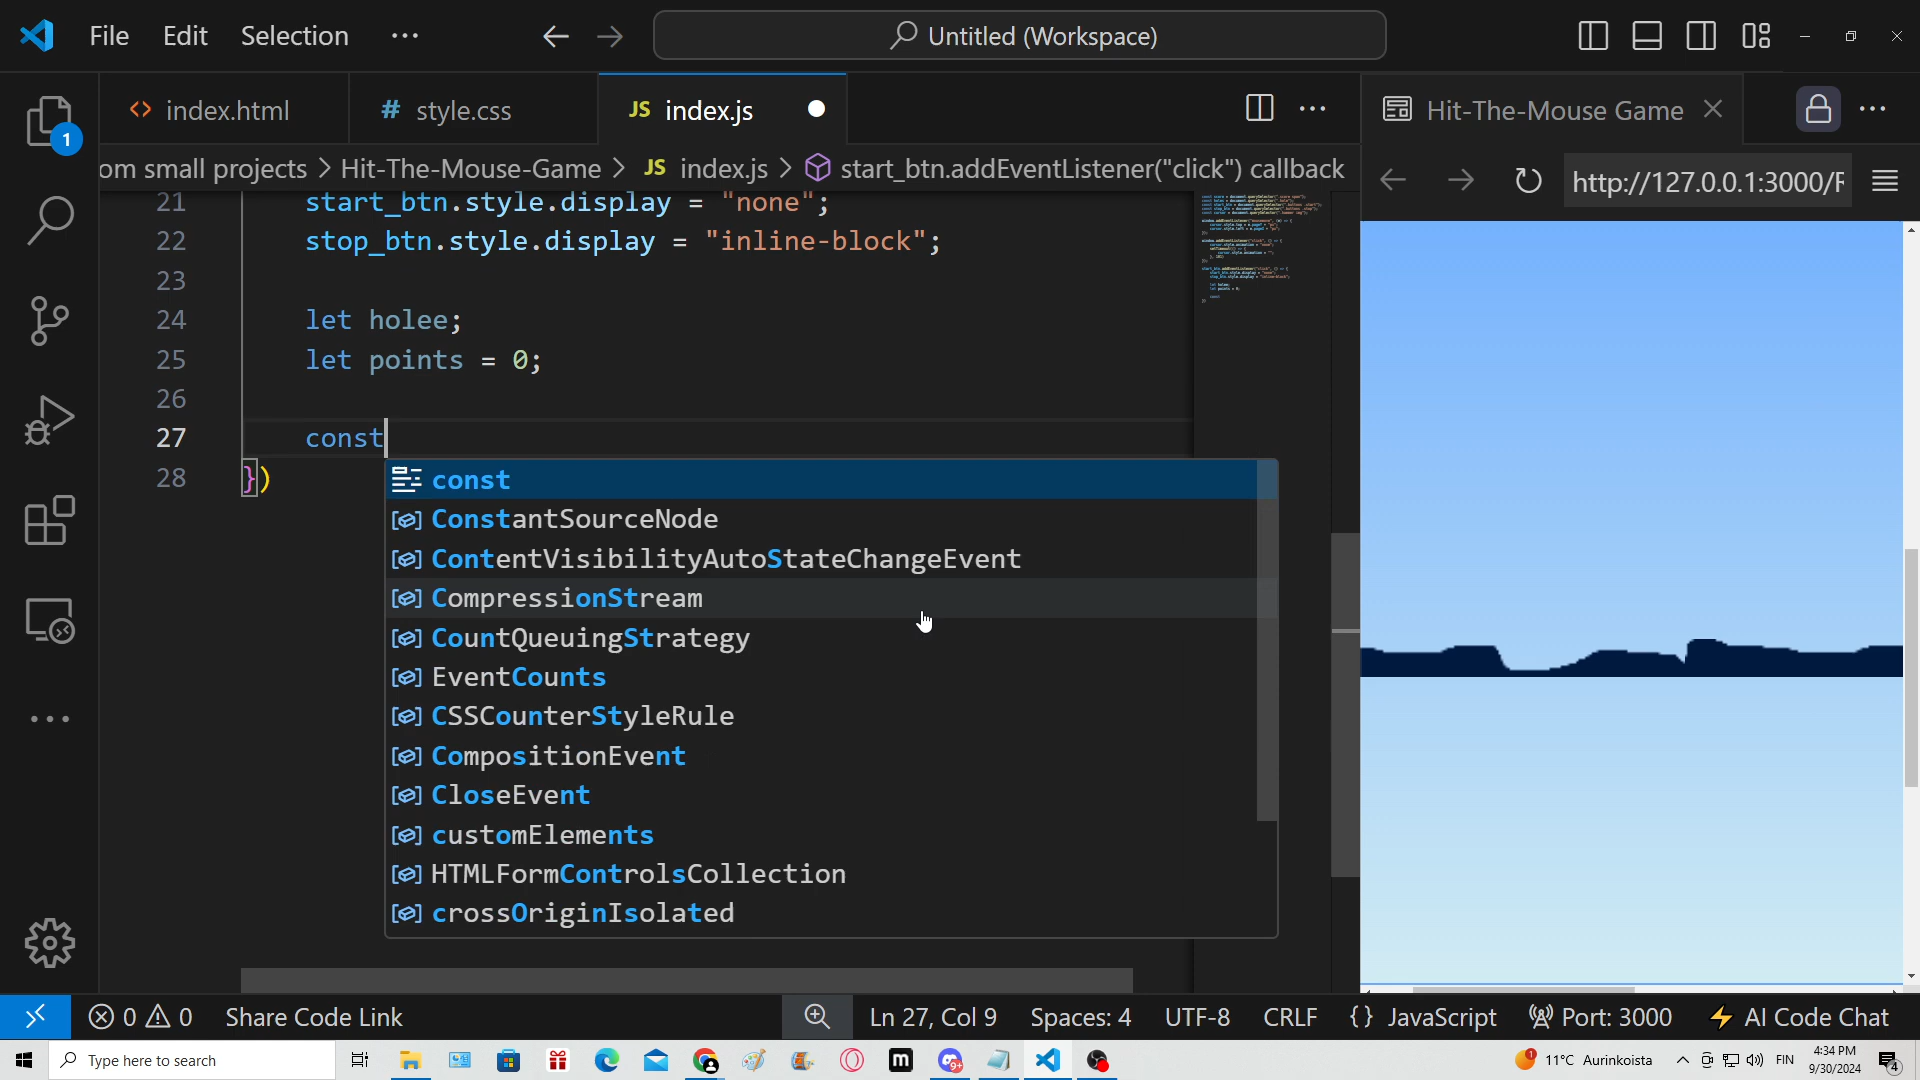 File Edit Selection ···
Untitled (Workspace)
index.html
# style.css
JS index.js
Hit-The-Mouse Game
1
om small projects > Hit-The-Mouse-Game > JS index.js > start_btn.addEventListener("click") callback
http://127.0.0.1:3000/
21 start_btn.style.display = "none";
22 stop_btn.style.display = "inline-block";
23
24 let holee;
25 let points = 0;
26
27 const
28 })
const
ConstantSourceNode
ContentVisibilityAutoStateChangeEvent
CompressionStream
CountQueuingStrategy
EventCounts
CSSCounterStyleRule
CompositionEvent
CloseEvent
customElements
HTMLFormControlsCollection
crossOriginIsolated
0 0 Share Code Link
Ln 27, Col 9 Spaces: 4 UTF-8 CRLF {} JavaScript Port: 3000 AI Code Chat
Type here to search
m
9+
1
11°C Aurinkoista
FIN
4:34 PM
9/30/2024
4